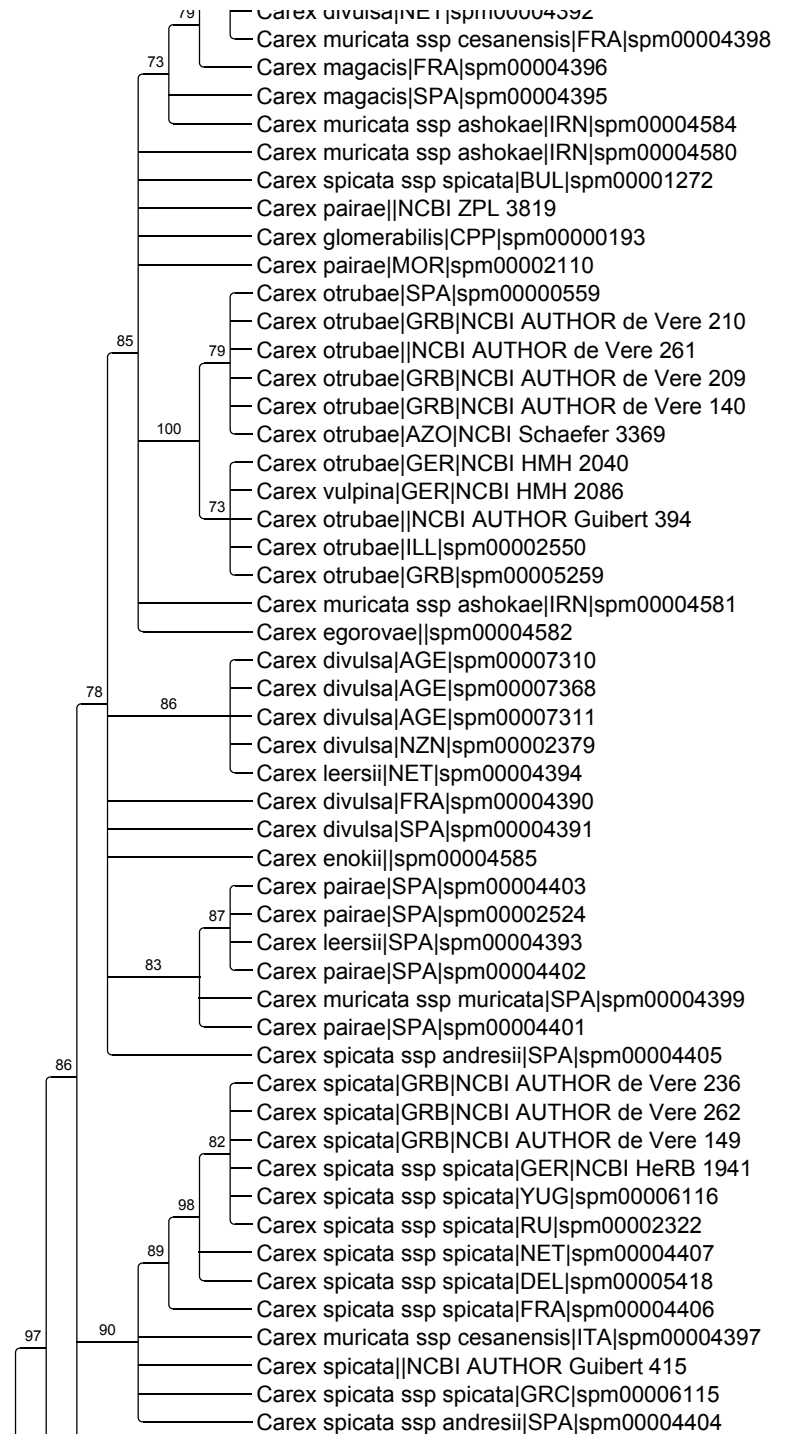 79
Carex divulsa|NET|spm00004392
Carex muricata ssp cesanensis|FRA|spm00004398
Carex magacis|FRA|spm00004396
73
Carex magacis|SPA|spm00004395
Carex muricata ssp ashokae|IRN|spm00004584
Carex muricata ssp ashokae|IRN|spm00004580
Carex spicata ssp spicata|BUL|spm00001272
Carex pairae||NCBI ZPL 3819
Carex glomerabilis|CPP|spm00000193
Carex pairae|MOR|spm00002110
Carex otrubae|SPA|spm00000559
Carex otrubae|GRB|NCBI AUTHOR de Vere 210
85
79
Carex otrubae||NCBI AUTHOR de Vere 261
Carex otrubae|GRB|NCBI AUTHOR de Vere 209
Carex otrubae|GRB|NCBI AUTHOR de Vere 140
100
Carex otrubae|AZO|NCBI Schaefer 3369
Carex otrubae|GER|NCBI HMH 2040
Carex vulpina|GER|NCBI HMH 2086
73
Carex otrubae||NCBI AUTHOR Guibert 394
Carex otrubae|ILL|spm00002550
Carex otrubae|GRB|spm00005259
Carex muricata ssp ashokae|IRN|spm00004581
Carex egorovae||spm00004582
Carex divulsa|AGE|spm00007310
78
Carex divulsa|AGE|spm00007368
86
Carex divulsa|AGE|spm00007311
Carex divulsa|NZN|spm00002379
Carex leersii|NET|spm00004394
Carex divulsa|FRA|spm00004390
Carex divulsa|SPA|spm00004391
Carex enokii||spm00004585
Carex pairae|SPA|spm00004403
87
Carex pairae|SPA|spm00002524
Carex leersii|SPA|spm00004393
83
Carex pairae|SPA|spm00004402
Carex muricata ssp muricata|SPA|spm00004399
Carex pairae|SPA|spm00004401
Carex spicata ssp andresii|SPA|spm00004405
86
Carex spicata|GRB|NCBI AUTHOR de Vere 236
Carex spicata|GRB|NCBI AUTHOR de Vere 262
82
Carex spicata|GRB|NCBI AUTHOR de Vere 149
Carex spicata ssp spicata|GER|NCBI HeRB 1941
Carex spicata ssp spicata|YUG|spm00006116
98
Carex spicata ssp spicata|RU|spm00002322
89
Carex spicata ssp spicata|NET|spm00004407
Carex spicata ssp spicata|DEL|spm00005418
Carex spicata ssp spicata|FRA|spm00004406
97
90
Carex muricata ssp cesanensis|ITA|spm00004397
Carex spicata||NCBI AUTHOR Guibert 415
Carex spicata ssp spicata|GRC|spm00006115
Carex spicata ssp andresii|SPA|spm00004404